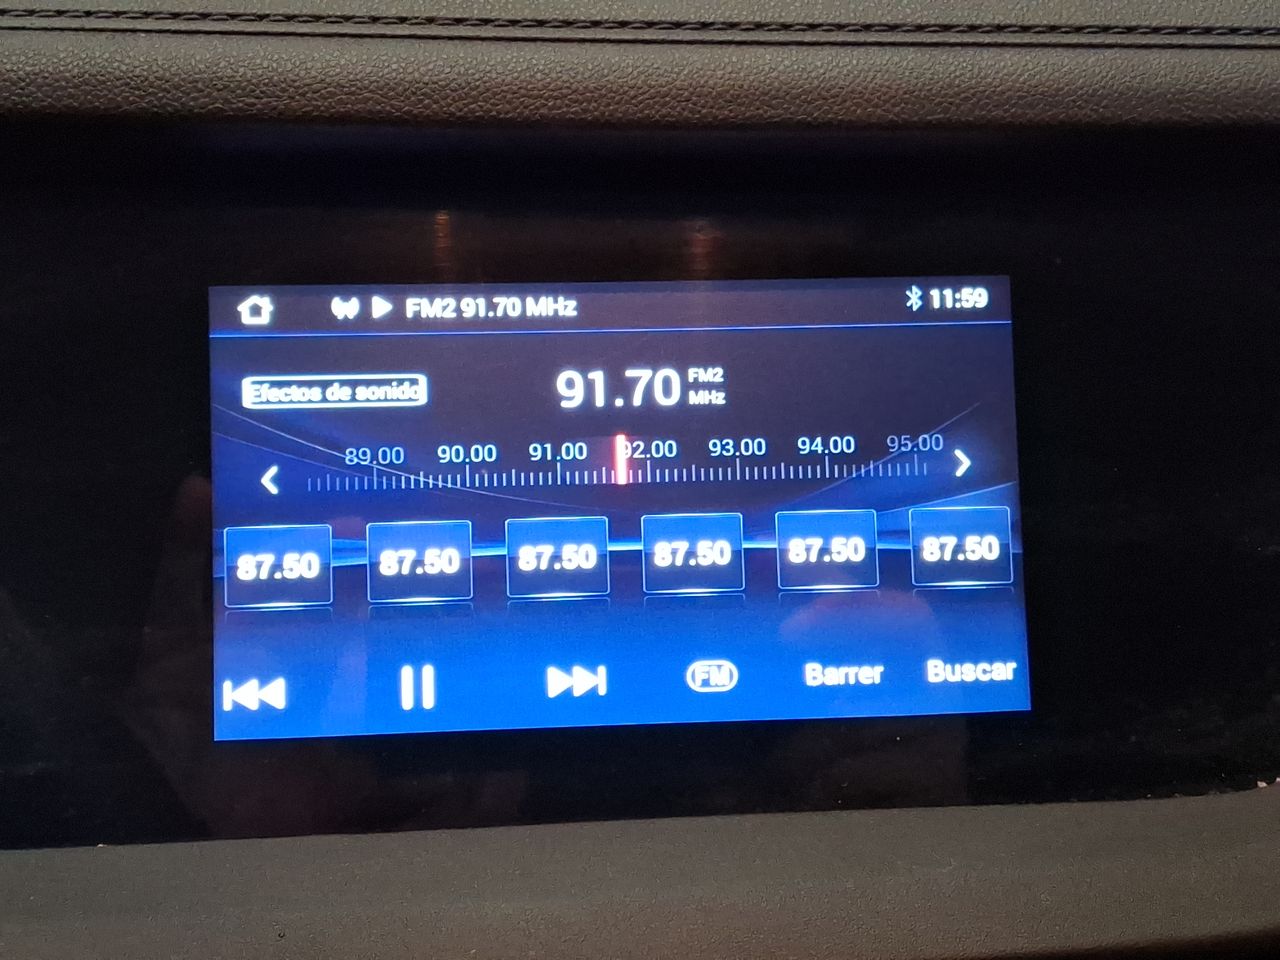 FM2 91.70 MHz
11:59
Efectos de sonido
91.70 FM2 MHz
89.00 90.00 91.00 92.00 93.00 94.00 95.00
87.50 87.50 87.50 87.50 87.50 87.50
FM Barrer Buscar